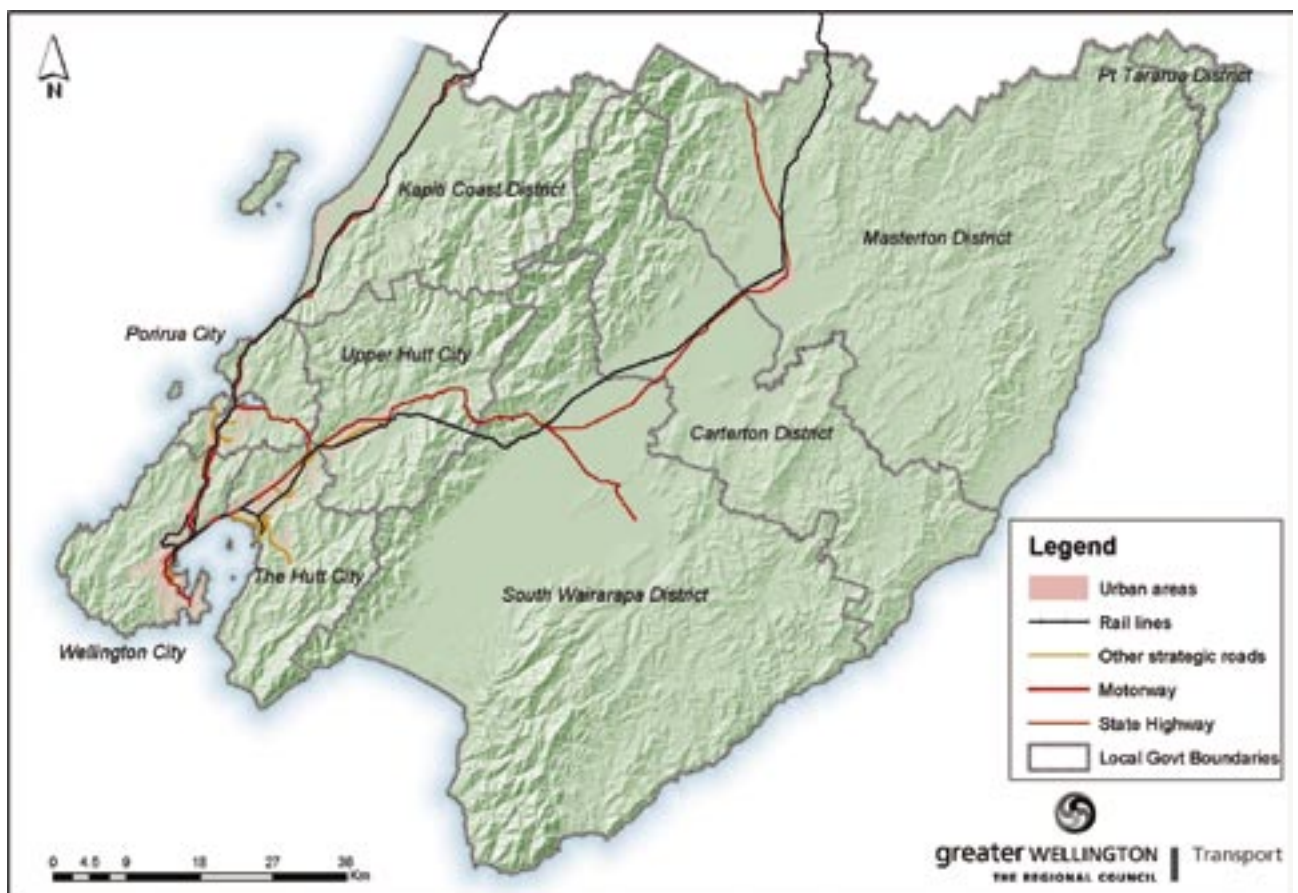 N
Pt Tararua District
Kapiti Coast District
Masterton District
Porirua City
Upper Hutt City
Carterton District
The Hutt City
South Wairarapa District
Wellington City
Legend
Urban areas
Rail lines
Other strategic roads
Motorway
State Highway
Local Govt Boundaries
0 4.5 9 18 27 36
Km
greater WELLINGTON
THE REGIONAL COUNCIL
Transport